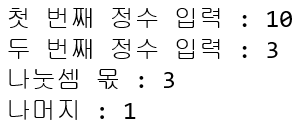 첫 번째 정수 입력 : 10
두 번째 정수 입력 : 3
나눗셈 몫 : 3
나머지 : 1